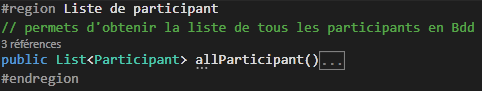 #region Liste de participant
// permets d'obtenir la liste de tous les participants en Bdd
3 références
public List<Participant> allParticipant()...
#endregion